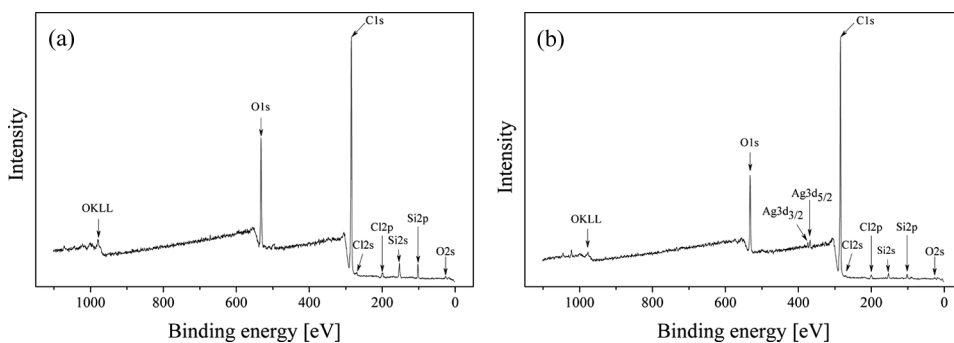 (a)
C1s
O1s
OKLL
Cl2s
Cl2p
Si2s
Si2p
O2s
Intensity
1000 800 600 400 200 0
Binding energy [eV]
(b)
C1s
O1s
Ag3d5/2
Ag3d3/2
OKLL
Cl2s
Cl2p
Si2s
Si2p
O2s
Intensity
1000 800 600 400 200 0
Binding energy [eV]